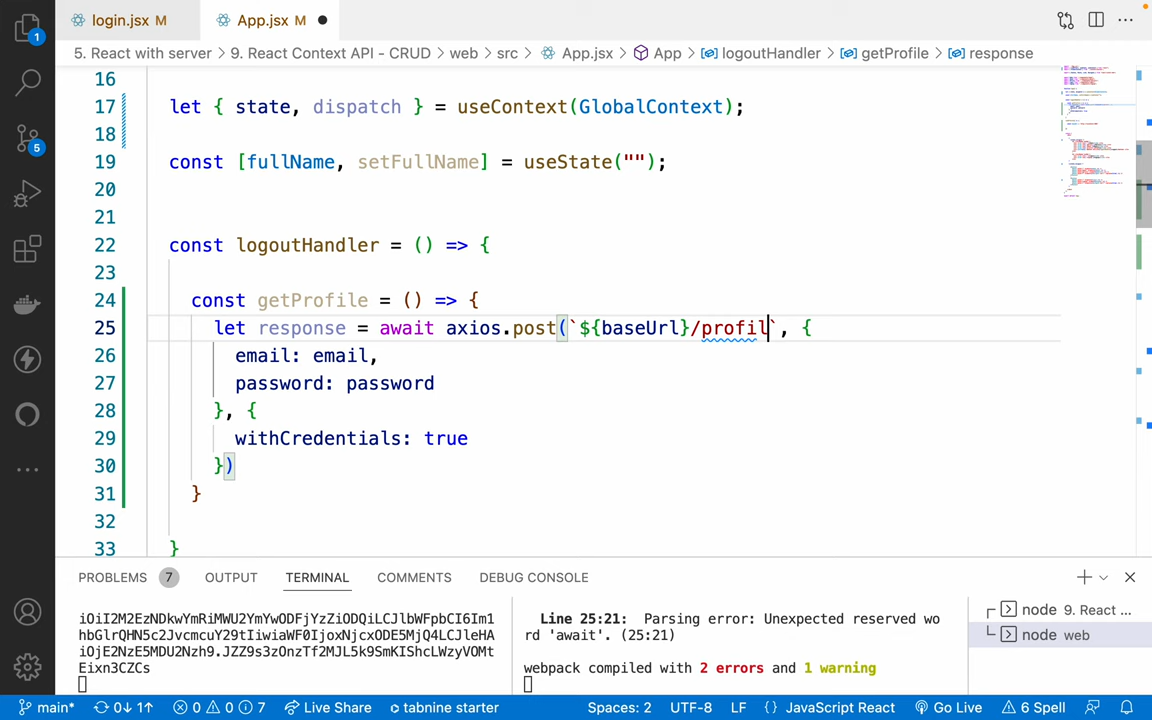 login.jsx M App.jsx M
5. React with server > 9. React Context API - CRUD > web > src > App.jsx > App > logoutHandler > getProfile > response
16
17 let { state, dispatch } = useContext(GlobalContext);
18
19 const [fullName, setFullName] = useState("");
20
21
22 const logoutHandler = () => {
23
24 const getProfile = () => {
25 let response = await axios.post(`${baseUrl}/profil`, {
26 email: email,
27 password: password
28 }, {
29 withCredentials: true
30 })
31 }
32
33 }
1
5
PROBLEMS 7 OUTPUT TERMINAL COMMENTS DEBUG CONSOLE
iOiI2M2EzNDkwYmRiMWU2YmYwODFjYzZiODQiLCJlbWFpbCI6Im1
hbGlrQHN5c2JvcmcuY29tIiwiaWF0IjoxNjcxODE5MjQ4LCJleHA
iOjE2NzE5MDU2Nzh9.JZZ9s3zOnzTf2MJL5k9SmKIShcLWzyVOMt
Eixn3CZCs
Line 25:21: Parsing error: Unexpected reserved wo
rd 'await'. (25:21)
webpack compiled with 2 errors and 1 warning
node 9. React ...
node web
main* 0↓ 1↑ 0 0 7 Live Share tabnine starter Spaces: 2 UTF-8 LF {} JavaScript React Go Live 6 Spell